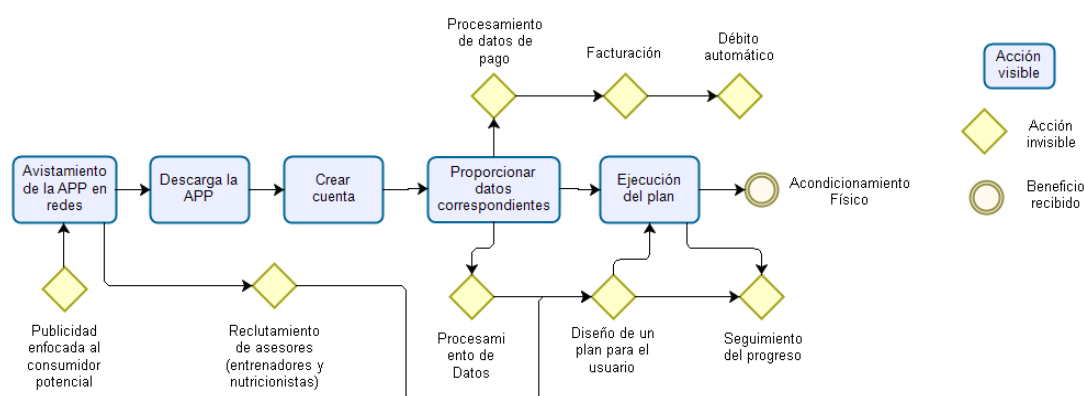 Procesamiento
de datos de
pago
Facturación
Débito
automático
Acción
visible
Acción
invisible
Avistamiento
de la APP en
redes
Descarga la
APP
Crear
cuenta
Proporcionar
datos
correspondientes
Ejecución
del plan
Acondicionamiento
Físico
Beneficio
recibido
Publicidad
enfocada al
consumidor
potencial
Reclutamiento
de asesores
(entrenadores y
nutricionistas)
Procesami
ento de
Datos
Diseño de un
plan para el
usuario
Seguimiento
del progreso